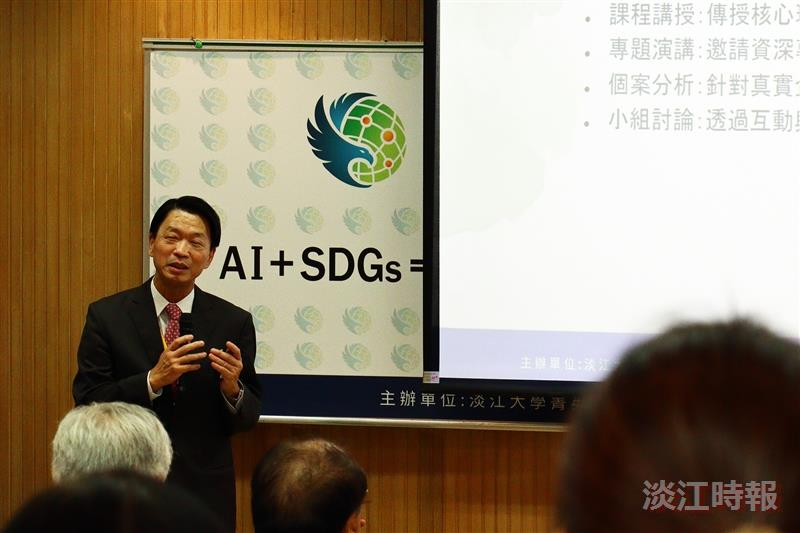 課程講授:傳授核心
專題演講:邀請資深
個案分析:針對真實
小組討論:透過互動
AI+SDGs=
主辦單位:淡江
主辦單位:淡江大學菁
淡江時報